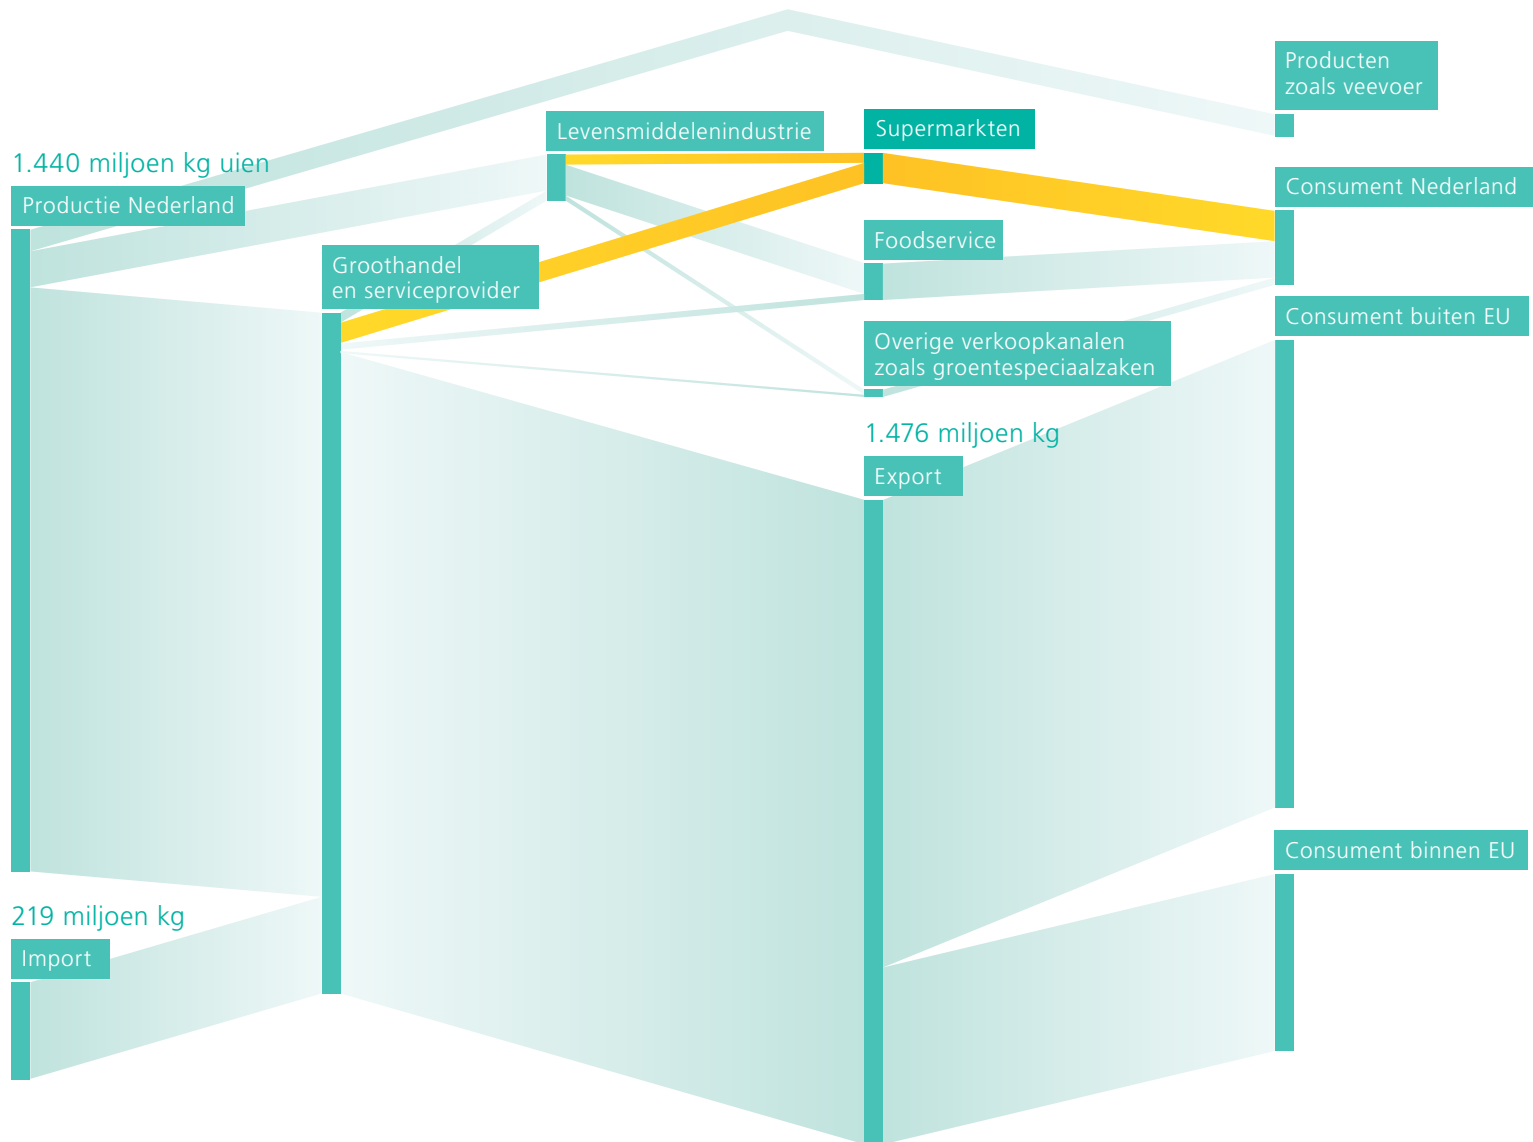 Producten
zoals veevoer
Levensmiddelenindustrie
Supermarkten
1.440 miljoen kg uien
Productie Nederland
Consument Nederland
Foodservice
Groothandel
en serviceprovider
Consument buiten EU
Overige verkoopkanalen
zoals groentespeciaalzaken
1.476 miljoen kg
Export
Consument binnen EU
219 miljoen kg
Import